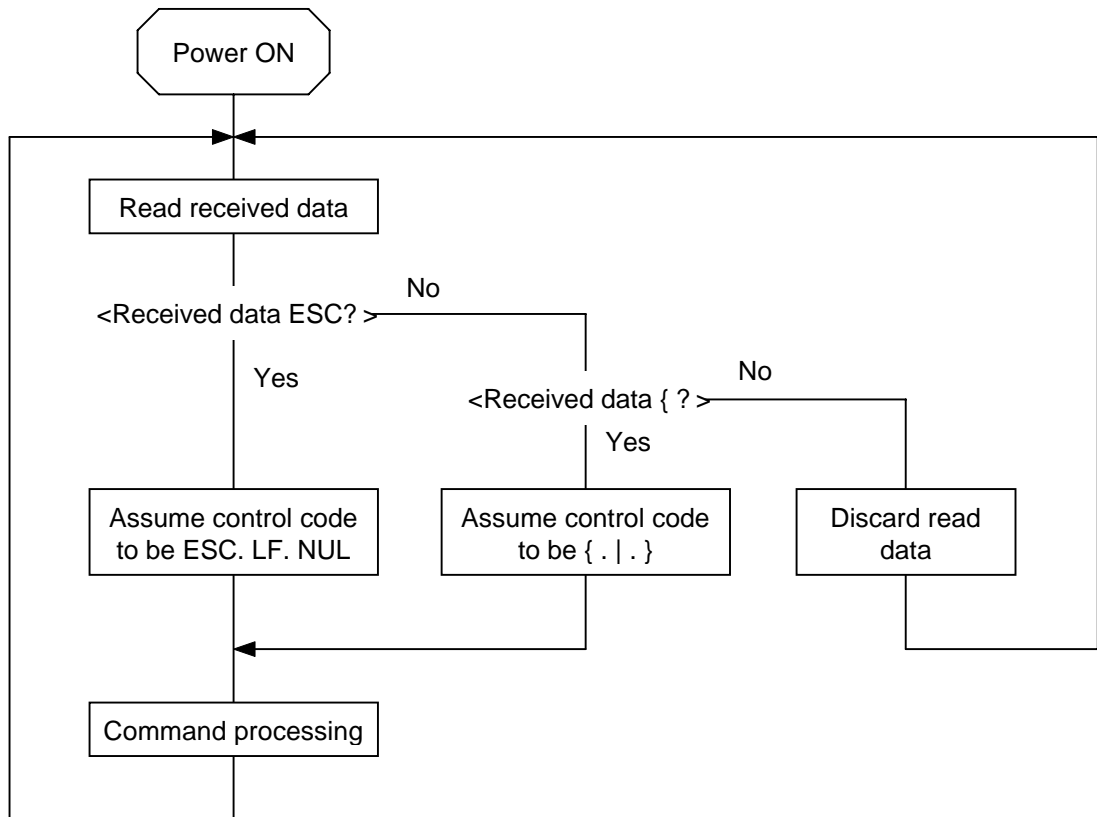 Power ON
Read received data
No
<Received data ESC? >
Yes
No
<Received data { ? >
Yes
Assume control code
to be ESC. LF. NUL
Assume control code
to be { . | . }
Discard read
data
Command processing